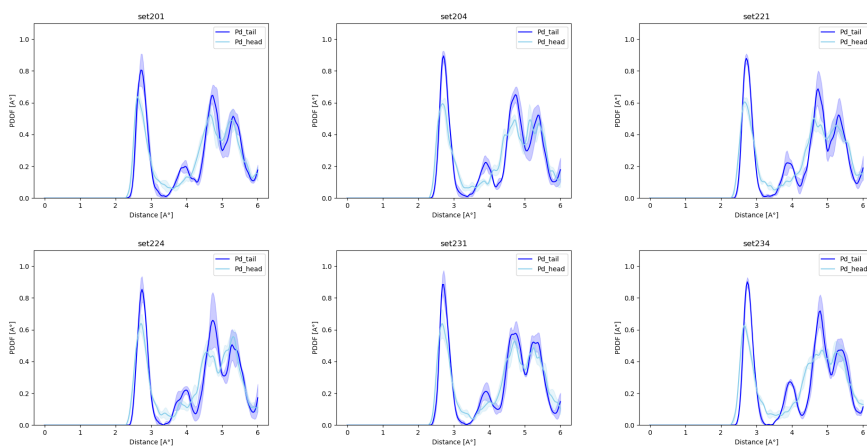 set201
Pd_tail
Pd_head
PDDF [A°]
1.0
0.8
0.6
0.4
0.2
0.0
0 1 2 3 4 5 6
Distance [A°]
set204
Pd_tail
Pd_head
PDDF [A°]
1.0
0.8
0.6
0.4
0.2
0.0
0 1 2 3 4 5 6
Distance [A°]
set221
Pd_tail
Pd_head
PDDF [A°]
1.0
0.8
0.6
0.4
0.2
0.0
0 1 2 3 4 5 6
Distance [A°]
set224
Pd_tail
Pd_head
PDDF [A°]
1.0
0.8
0.6
0.4
0.2
0.0
0 1 2 3 4 5 6
Distance [A°]
set231
Pd_tail
Pd_head
PDDF [A°]
1.0
0.8
0.6
0.4
0.2
0.0
0 1 2 3 4 5 6
Distance [A°]
set234
Pd_tail
Pd_head
PDDF [A°]
1.0
0.8
0.6
0.4
0.2
0.0
0 1 2 3 4 5 6
Distance [A°]